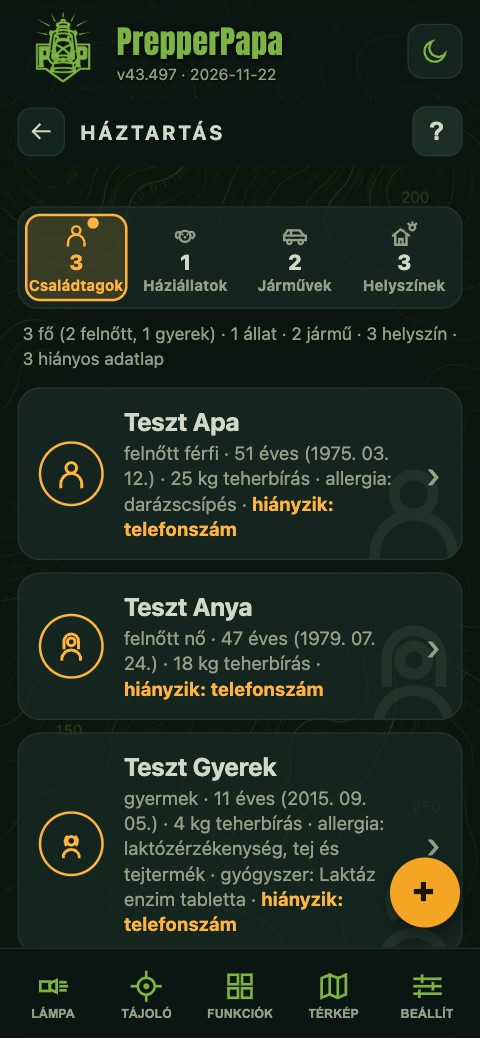 PrepperPapa
v43.497 · 2026-11-22
HÁZTARTÁS
?
200
3
Családtagok
1
Háziállatok
2
Járművek
3
Helyszínek
3 fő (2 felnőtt, 1 gyerek) · 1 állat · 2 jármű · 3 helyszín ·
3 hiányos adatlap
Teszt Apa
felnőtt férfi · 51 éves (1975. 03.
12.) · 25 kg teherbírás · allergia:
darázscsípés · hiányzik:
telefonszám
Teszt Anya
felnőtt nő · 47 éves (1979. 07.
24.) · 18 kg teherbírás ·
hiányzik: telefonszám
150
Teszt Gyerek
gyermek · 11 éves (2015. 09.
05.) · 4 kg teherbírás · allergia:
250
laktózérzékenység, tej és
tejtermék · gyógyszer: Laktáz
enzim tabletta · hiányzik:
telefonszám
+
LÁMPA
TÁJOLÓ
FUNKCIÓK
TÉRKÉP
BEÁLLÍT